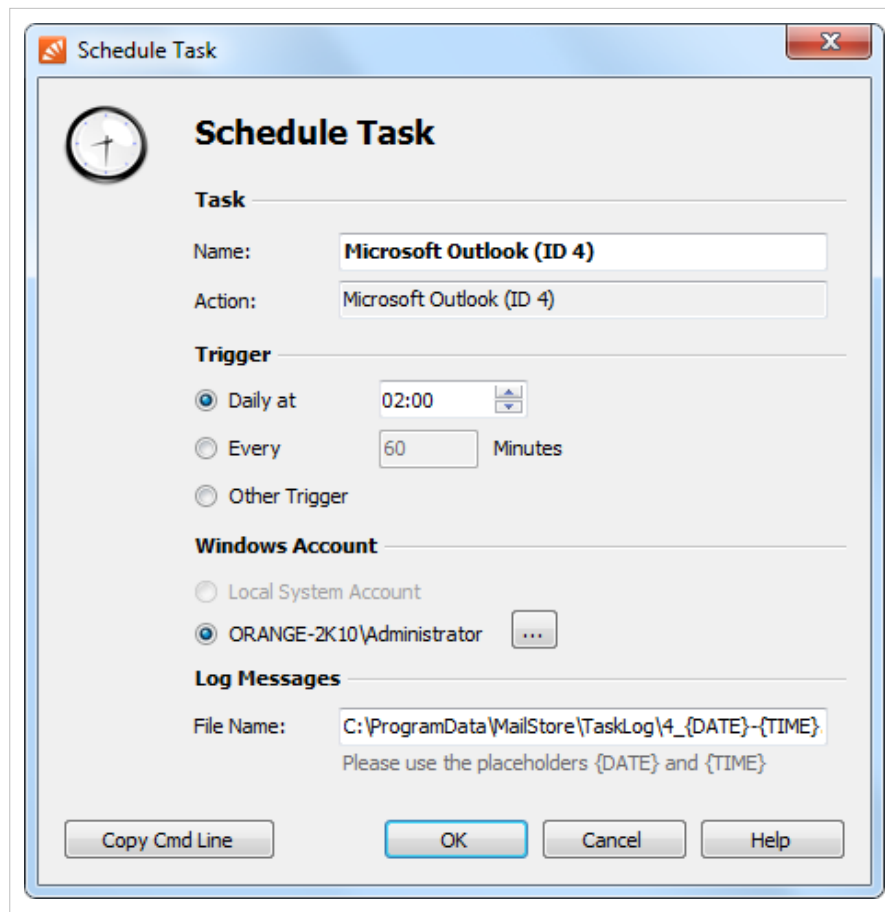 Schedule Task
Schedule Task
Task
Name: Microsoft Outlook (ID 4)
Action: Microsoft Outlook (ID 4)
Trigger
Daily at 02:00
Every 60 Minutes
Other Trigger
Windows Account
Local System Account
ORANGE-2K10\Administrator ...
Log Messages
File Name: C:\ProgramData\MailStore\TaskLog\4_{DATE}-{TIME}.
Please use the placeholders {DATE} and {TIME}
Copy Cmd Line OK Cancel Help